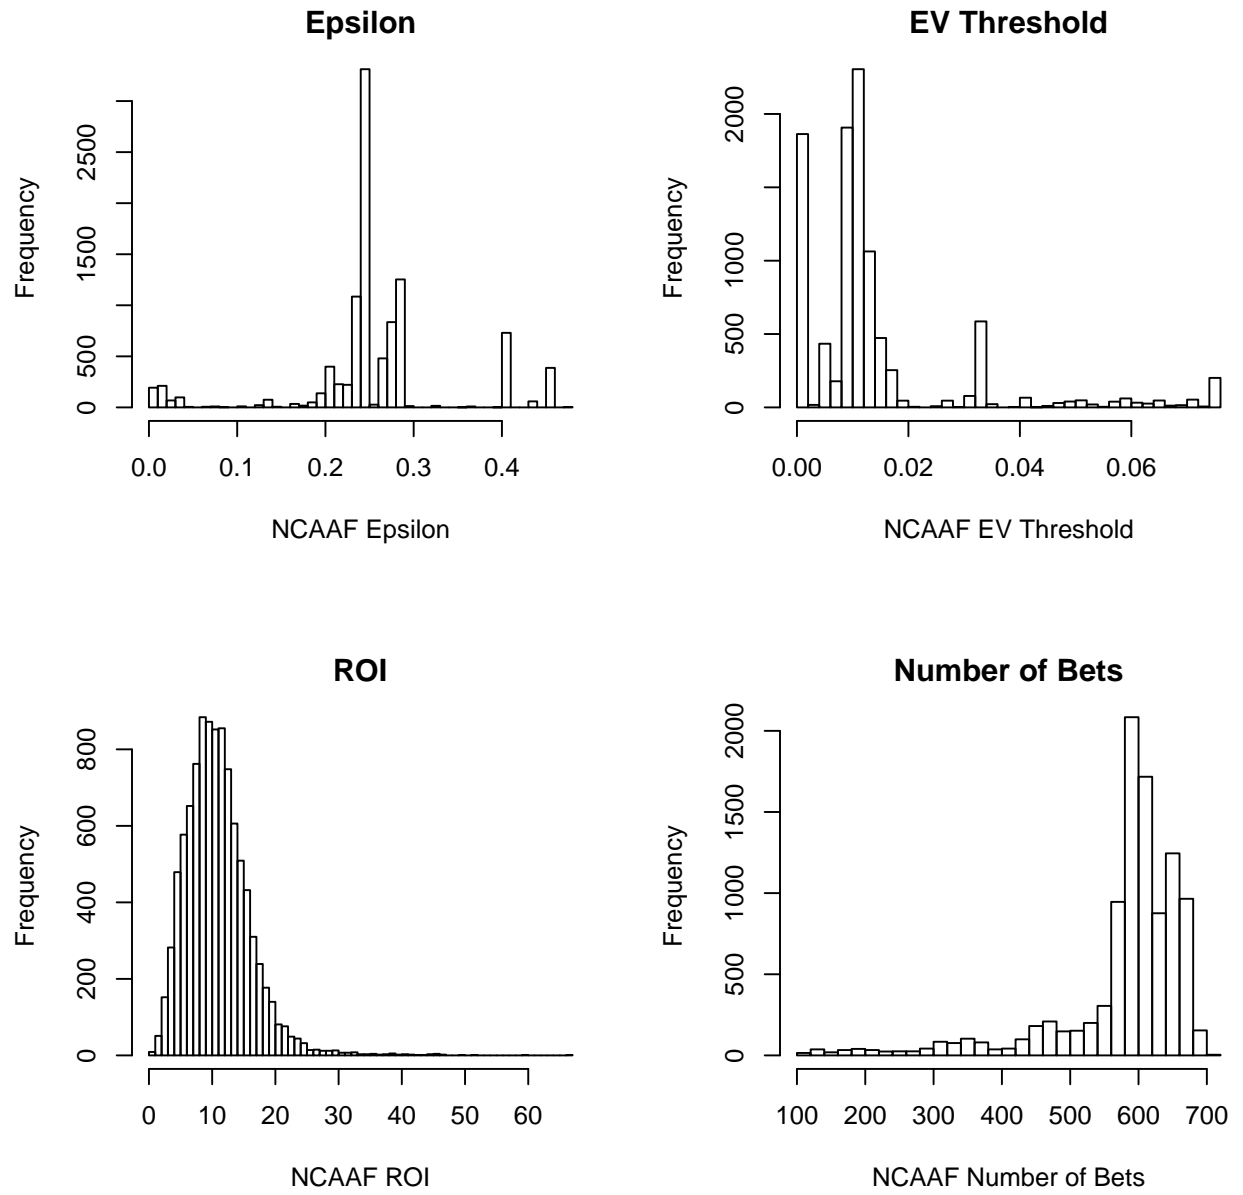 Epsilon
Frequency
0 500 1500 2500
0.0 0.1 0.2 0.3 0.4
NCAAF Epsilon
EV Threshold
Frequency
0 500 1000 2000
0.00 0.02 0.04 0.06
NCAAF EV Threshold
ROI
Frequency
0 200 400 600 800
0 10 20 30 40 50 60
NCAAF ROI
Number of Bets
Frequency
0 500 1000 1500 2000
100 200 300 400 500 600 700
NCAAF Number of Bets